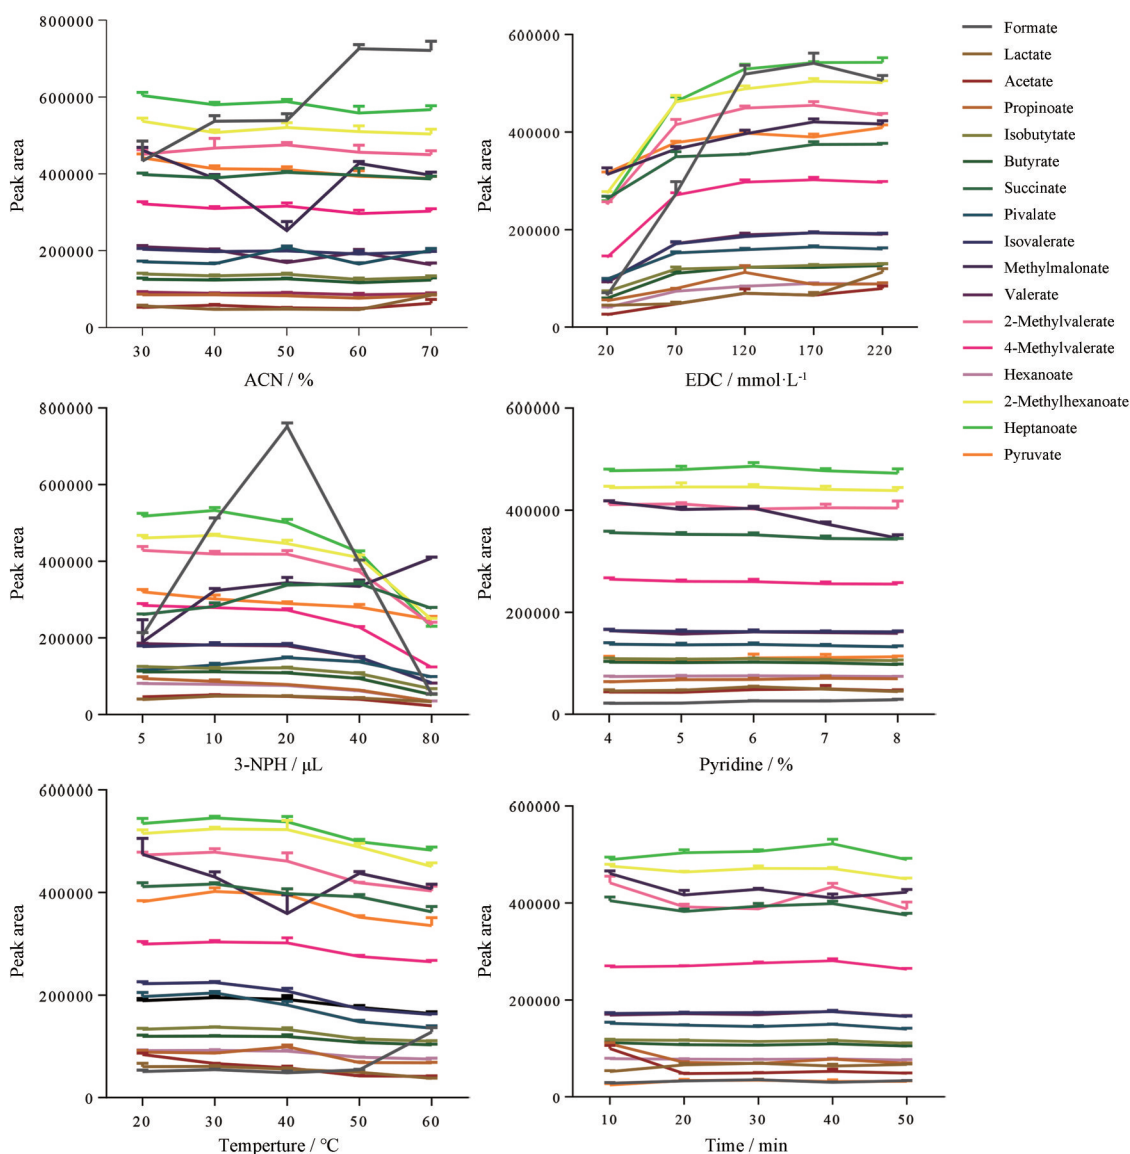 Peak area
800000
600000
400000
200000
0
30
40
50
60
70
ACN / %
Peak area
600000
400000
200000
0
20
70
120
170
220
EDC / mmol·L⁻¹
Formate
Lactate
Acetate
Propinoate
Isobutytate
Butyrate
Succinate
Pivalate
Isovalerate
Methylmalonate
Valerate
2-Methylvalerate
4-Methylvalerate
Hexanoate
2-Methylhexanoate
Heptanoate
Pyruvate
Peak area
800000
600000
400000
200000
0
5
10
20
40
80
3-NPH / μL
Peak area
600000
400000
200000
0
4
5
6
7
8
Pyridine / %
Peak area
600000
400000
200000
0
20
30
40
50
60
Temperture / °C
Peak area
600000
400000
200000
0
10
20
30
40
50
Time / min